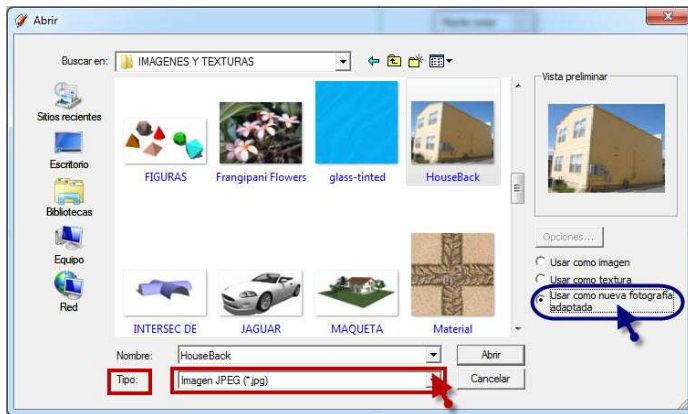 Abrir
Buscar en:
IMAGENES Y TEXTURAS
Vista preliminar
Sitios recientes
Escritorio
Bibliotecas
Equipo
Red
FIGURAS
Frangipani Flowers
glass-tinted
HouseBack
INTERSEC DE
JAGUAR
MAQUETA
Material
Opciones...
Usar como imagen
Usar como textura
Usar como nueva fotografía
adaptada
Nombre:
HouseBack
Abrir
Tipo:
Imagen JPEG (*.jpg)
Cancelar